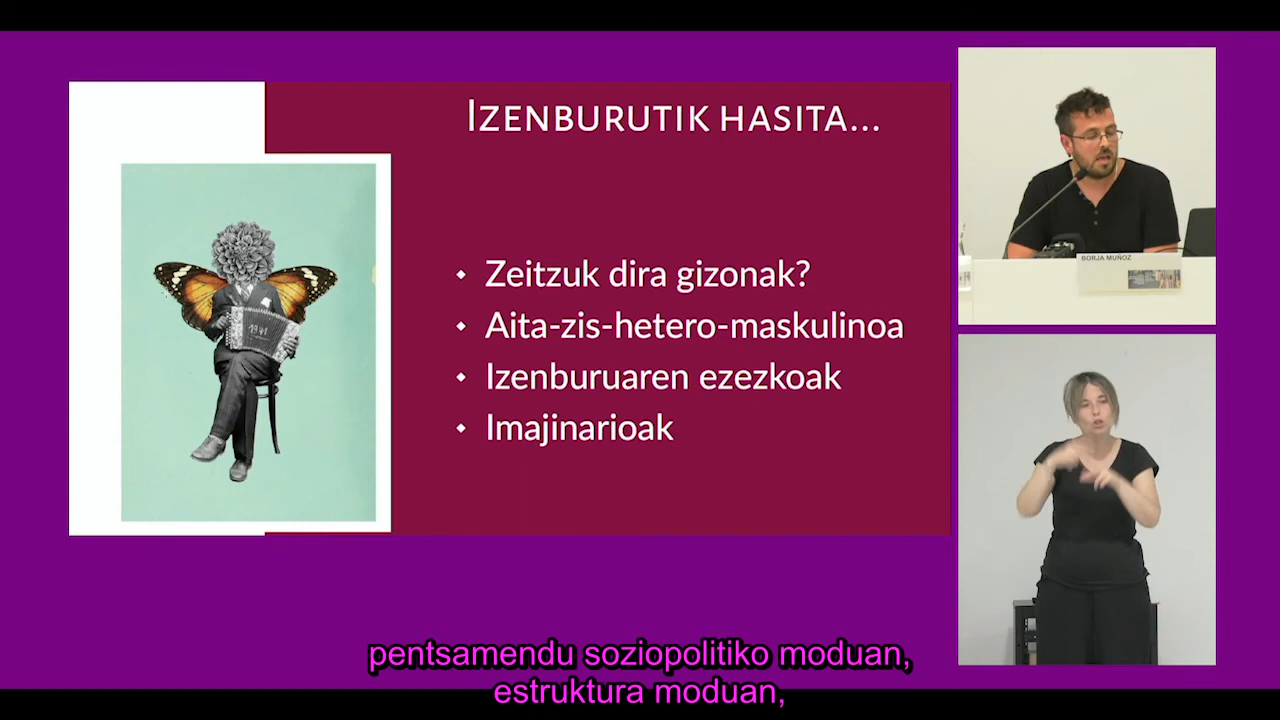 IZENBURUTIK HASITA...
Zeitzuk dira gizonak?
Aita-zis-hetero-maskulinoa
Izenburuaren ezezkoak
Imajinarioak
1941
BORJA MUÑOZ
pentsamendu soziopolitiko moduan,
estruktura moduan,